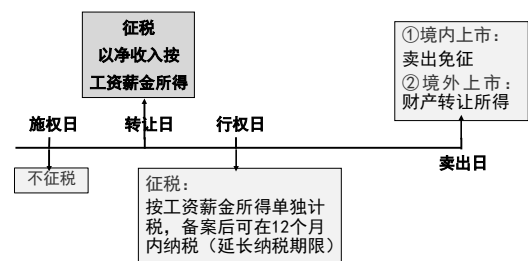 征税
以净收入按
工资薪金所得
①境内上市：
卖出免征
②境外上市：
财产转让所得
施权日
转让日
行权日
卖出日
不征税
征税：
按工资薪金所得单独计
税，备案后可在12个月
内纳税（延长纳税期限）